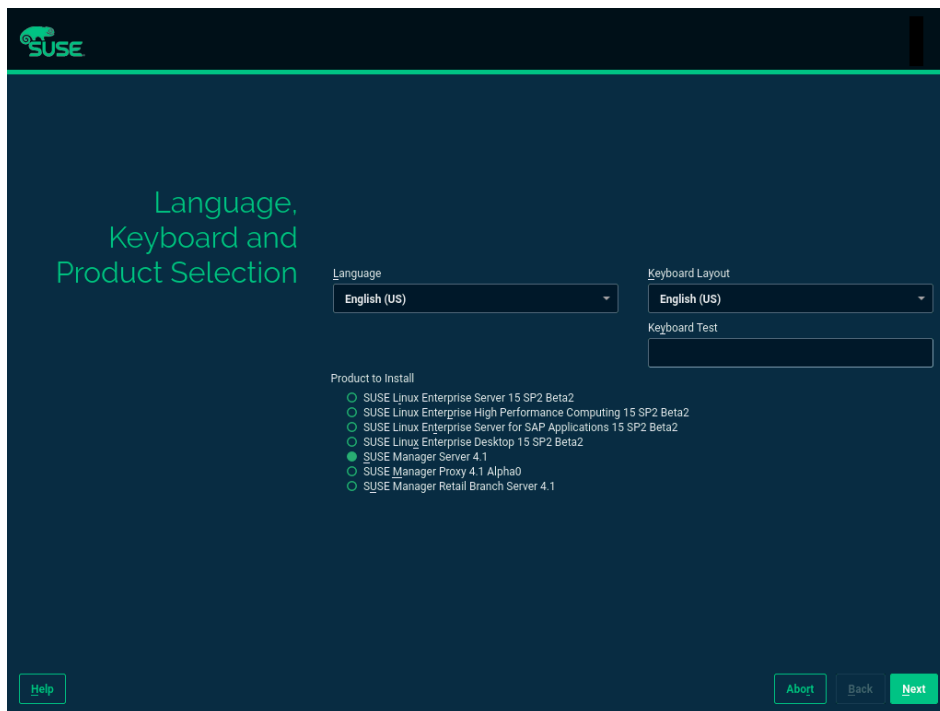 SUSE
Language,
Keyboard and
Product Selection
Language
Keyboard Layout
English (US)
English (US)
Keyboard Test
Product to Install
SUSE Linux Enterprise Server 15 SP2 Beta2
SUSE Linux Enterprise High Performance Computing 15 SP2 Beta2
SUSE Linux Enterprise Server for SAP Applications 15 SP2 Beta2
SUSE Linux Enterprise Desktop 15 SP2 Beta2
SUSE Manager Server 4.1
SUSE Manager Proxy 4.1 Alpha0
SUSE Manager Retail Branch Server 4.1
Help
Abort
Back
Next